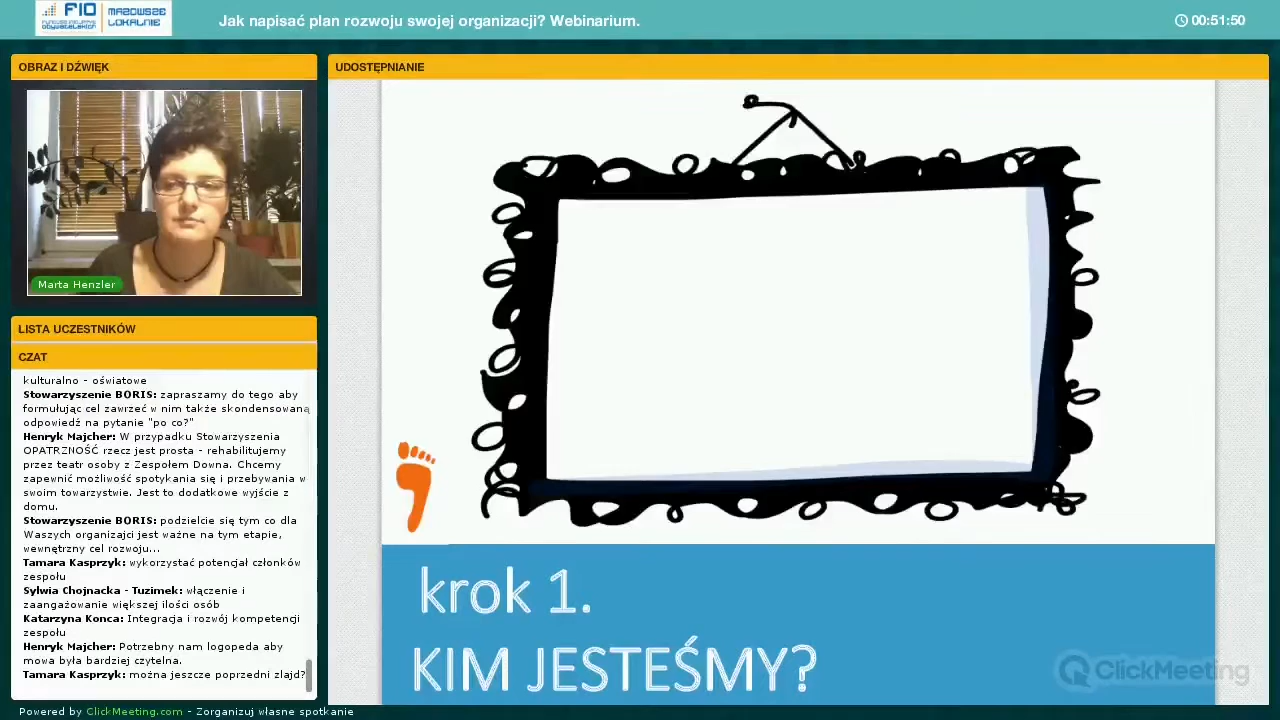 FIO
fundusz inicjatyw
obywatelskich
MAZOWSZE
LOKALNIE
Jak napisać plan rozwoju swojej organizacji? Webinarium.
00:51:50
OBRAZ I DŹWIĘK
Marta Henzler
LISTA UCZESTNIKÓW
CZAT
kulturalno - oświatowe
Stowarzyszenie BORIS: zapraszamy do tego aby
formułując cel zawrzeć w nim także skondensowaną
odpowiedź na pytanie "po co?"
Henryk Majcher: W przypadku Stowarzyszenia
OPATRZNOŚĆ rzecz jest prosta - rehabilitujemy
przez teatr osoby z Zespołem Downa. Chcemy
zapewnić możliwość spotykania się i przebywania w
swoim towarzystwie. Jest to dodatkowe wyjście z
domu.
Stowarzyszenie BORIS: podzielcie się tym co dla
Waszych organizacji jest ważne na tym etapie,
wewnętrzny cel rozwoju...
Tamara Kasprzyk: wykorzystać potencjał członków
zespołu
Sylwia Chojnacka - Tuzimek: włączenie i
zaangażowanie większej ilości osób
Katarzyna Konca: Integracja i rozwój kompetencji
zespołu
Henryk Majcher: Potrzebny nam logopeda aby
mowa była bardziej czytelna.
Tamara Kasprzyk: można jeszcze poprzedni zlajd?
UDOSTĘPNIANIE
krok 1.
KIM JESTEŚMY?
ClickMeeting
Powered by ClickMeeting.com - Zorganizuj własne spotkanie